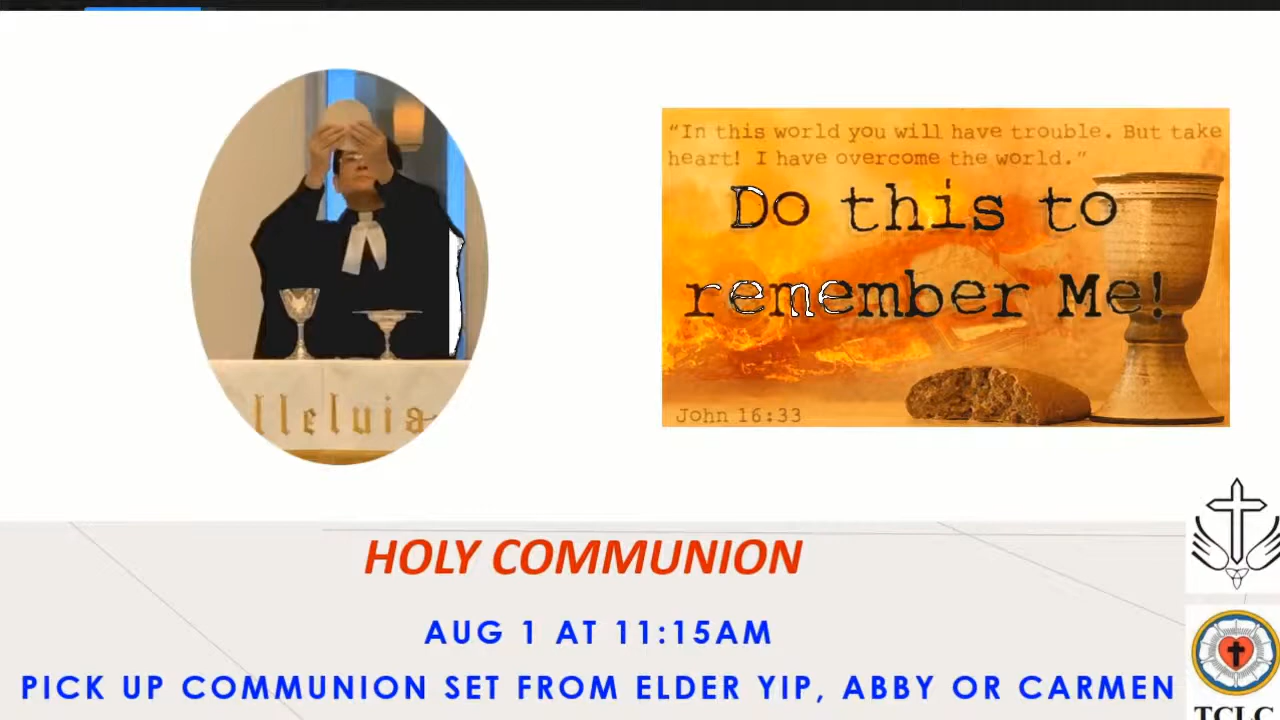 "In this world you will have trouble. But take
heart! I have overcome the world."
Do this to
remember Me!
John 16:33
lleluia
HOLY COMMUNION
AUG 1 AT 11:15AM
PICK UP COMMUNION SET FROM ELDER YIP, ABBY OR CARMEN
TCLC